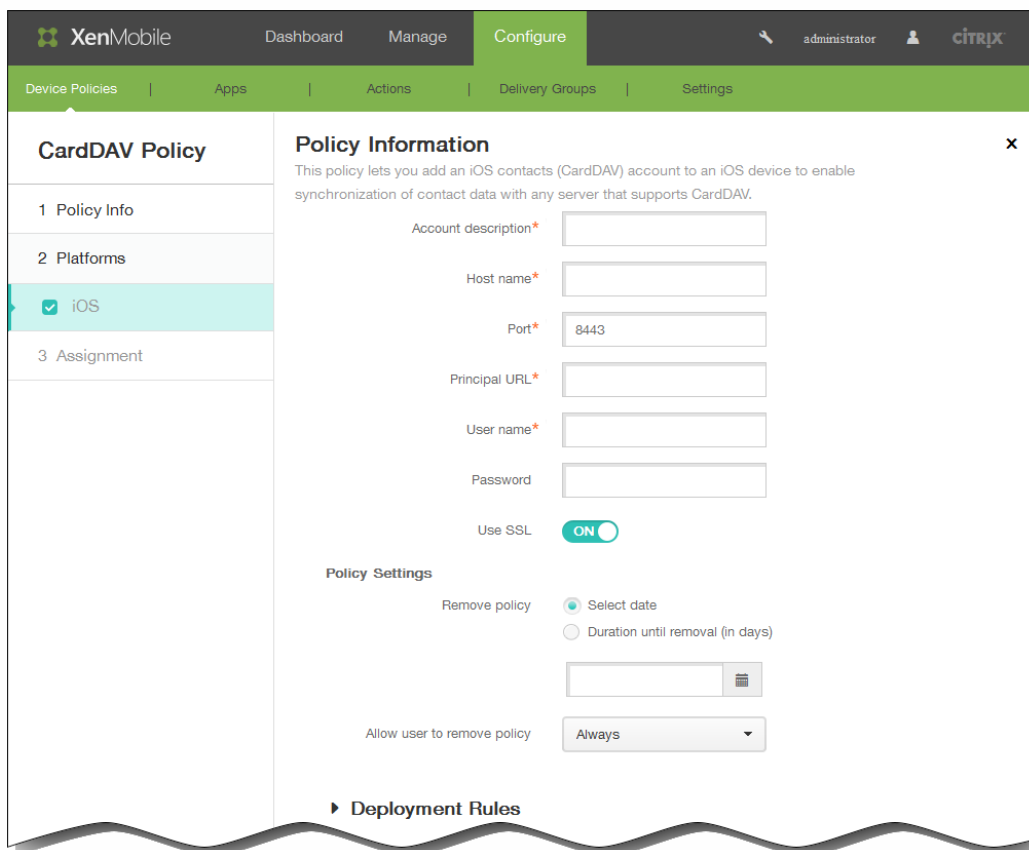 XenMobile Dashboard Manage Configure administrator CİTRIX
Device Policies | Apps | Actions | Delivery Groups | Settings
CardDAV Policy
1 Policy Info
2 Platforms
iOS
3 Assignment
Policy Information
x
This policy lets you add an iOS contacts (CardDAV) account to an iOS device to enable
synchronization of contact data with any server that supports CardDAV.
Account description*
Host name*
Port* 8443
Principal URL*
User name*
Password
Use SSL ON
Policy Settings
Remove policy Select date
Duration until removal (in days)
Allow user to remove policy Always
Deployment Rules